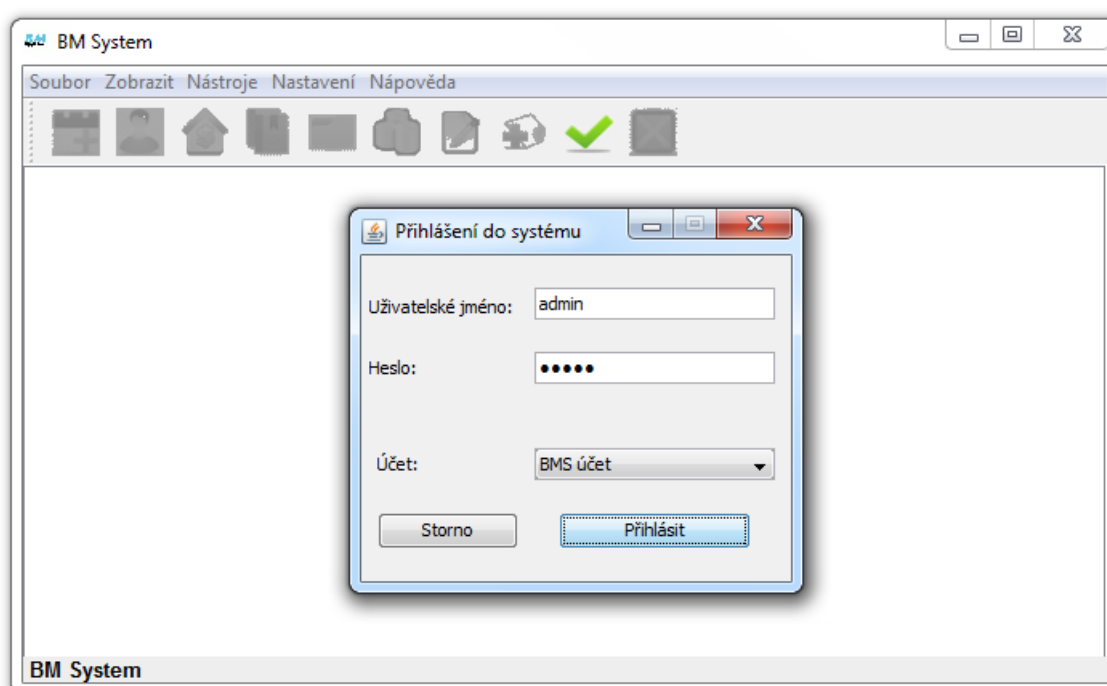 BM System
Soubor Zobrazit Nástroje Nastavení Nápověda
Přihlášení do systému
Uživatelské jméno: admin
Heslo: •••••
Účet: BMS účet
Storno Přihlásit
BM System